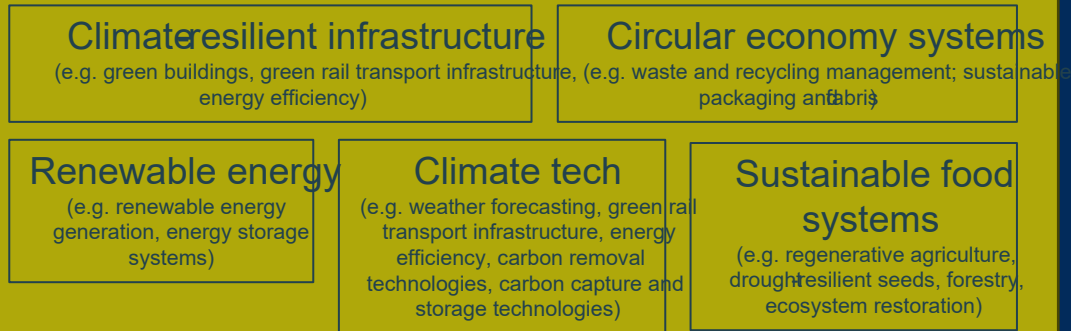 Climate-resilient infrastructure
(e.g. green buildings, green rail transport infrastructure,
energy efficiency)
Circular economy systems
(e.g. waste and recycling management; sustainable
packaging and fabris)
Renewable energy
(e.g. renewable energy
generation, energy storage
systems)
Climate tech
(e.g. weather forecasting, green rail
transport infrastructure, energy
efficiency, carbon removal
technologies, carbon capture and
storage technologies)
Sustainable food
systems
(e.g. regenerative agriculture,
drought-resilient seeds, forestry,
ecosystem restoration)